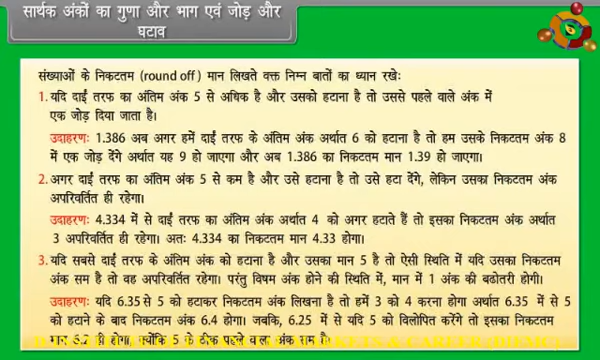 सार्थक अंकों का गुणा और भाग एवं जोड़ और
घटाव
संख्याओं के निकटतम (round off) मान लिखते वक्त निम्न बातों का ध्यान रखेः
1. यदि दाईं तरफ का अंतिम अंक 5 से अधिक है और उसको हटाना है तो उससे पहले वाले अंक में
एक जोड़ दिया जाता है।
उदाहरणः 1.386 अब अगर हमें दाईं तरफ के अंतिम अंक अर्थात 6 को हटाना है तो हम उसके निकटतम अंक 8
में एक जोड़ देंगे अर्थात यह 9 हो जाएगा और अब 1.386 का निकटतम मान 1.39 हो जाएगा।
2. अगर दाईं तरफ का अंतिम अंक 5 से कम है और उसे हटाना है तो उसे हटा देंगे, लेकिन उसका निकटतम अंक
अपरिवर्तित ही रहेगा।
उदाहरणः 4.334 में से दाईं तरफ का अंतिम अंक अर्थात 4 को अगर हटाते हैं तो इसका निकटतम अंक अर्थात
3 अपरिवर्तित ही रहेगा। अतः 4.334 का निकटतम मान 4.33 होगा।
3. यदि सबसे दाईं तरफ के अंतिम अंक को हटाना है और उसका मान 5 है तो ऐसी स्थिति में यदि उसका निकटतम
अंक सम है तो वह अपरिवर्तित रहेगा। परंतु विषम अंक होने की स्थिति में, मान में 1 अंक की बढोतरी होगी।
उदाहरणः यदि 6.35 से 5 को हटाकर निकटतम अंक लिखना है तो हमें 3 को 4 करना होगा अर्थात 6.35 में से 5
को हटाने के बाद निकटतम अंक 6.4 होगा। जबकि, 6.25 में से यदि 5 को विलोपित करेंगे तो इसका निकटतम
मान 6.2 ही होगा, क्योंकि 5 के ठीक पहले वाला अंक सम है।